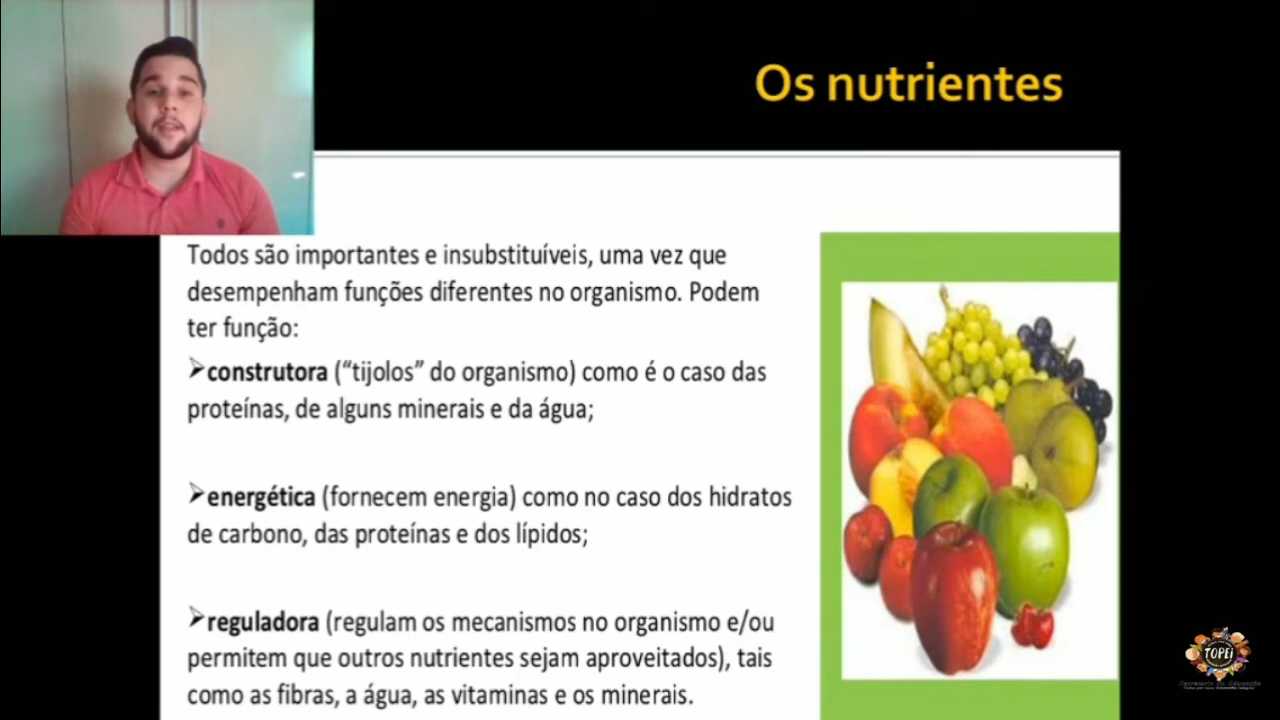 Os nutrientes
Todos são importantes e insubstituíveis, uma vez que
desempenham funções diferentes no organismo. Podem
ter função:
➢construtora (“tijolos” do organismo) como é o caso das
proteínas, de alguns minerais e da água;
➢energética (fornecem energia) como no caso dos hidratos
de carbono, das proteínas e dos lípidos;
➢reguladora (regulam os mecanismos no organismo e/ou
permitem que outros nutrientes sejam aproveitados), tais
como as fibras, a água, as vitaminas e os minerais.
TOPEi